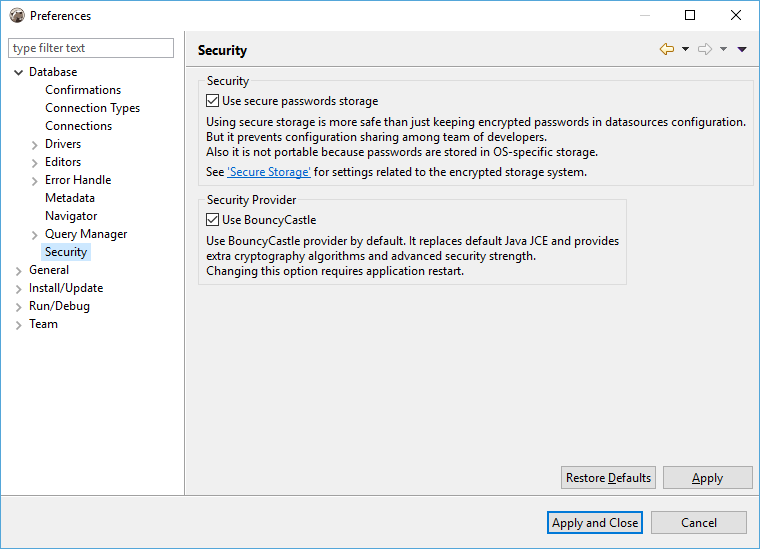 Preferences
type filter text
Database
Confirmations
Connection Types
Connections
Drivers
Editors
Error Handle
Metadata
Navigator
Query Manager
Security
General
Install/Update
Run/Debug
Team
Security
Security
Use secure passwords storage
Using secure storage is more safe than just keeping encrypted passwords in datasources configuration.
But it prevents configuration sharing among team of developers.
Also it is not portable because passwords are stored in OS-specific storage.
See 'Secure Storage' for settings related to the encrypted storage system.
Security Provider
Use BouncyCastle
Use BouncyCastle provider by default. It replaces default Java JCE and provides
extra cryptography algorithms and advanced security strength.
Changing this option requires application restart.
Restore Defaults
Apply
Apply and Close
Cancel